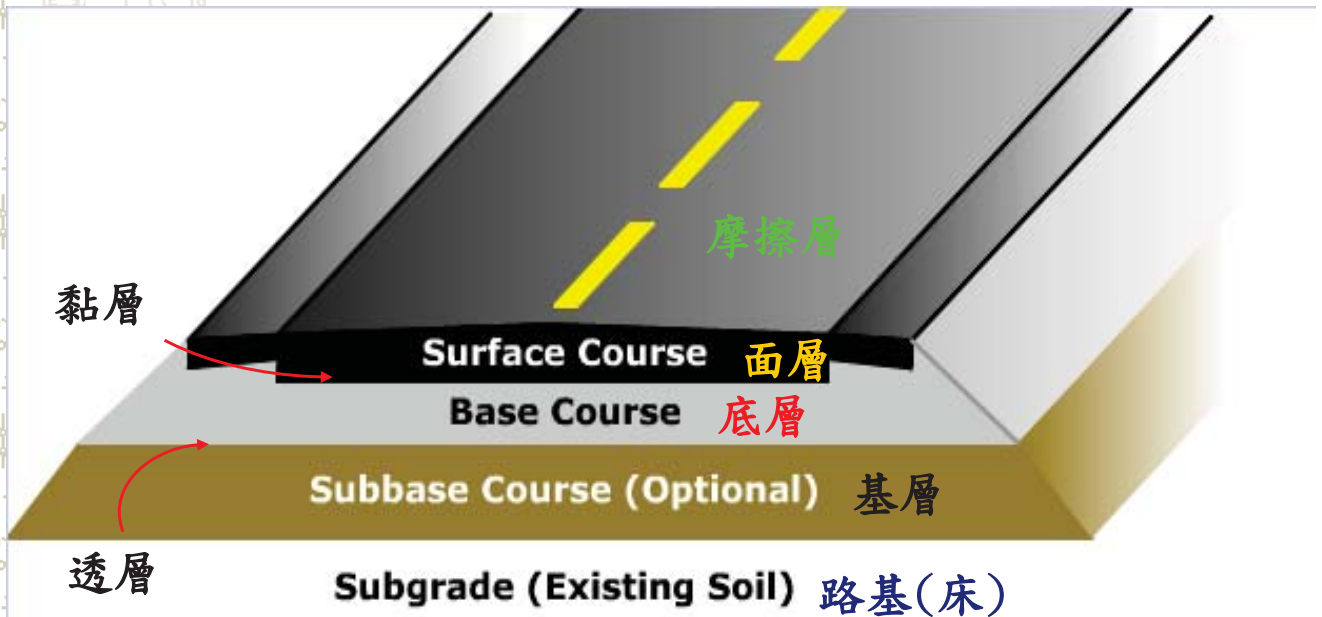 摩擦層
黏層
Surface Course 面層
Base Course 底層
Subbase Course (Optional) 基層
透層
Subgrade (Existing Soil) 路基(床)